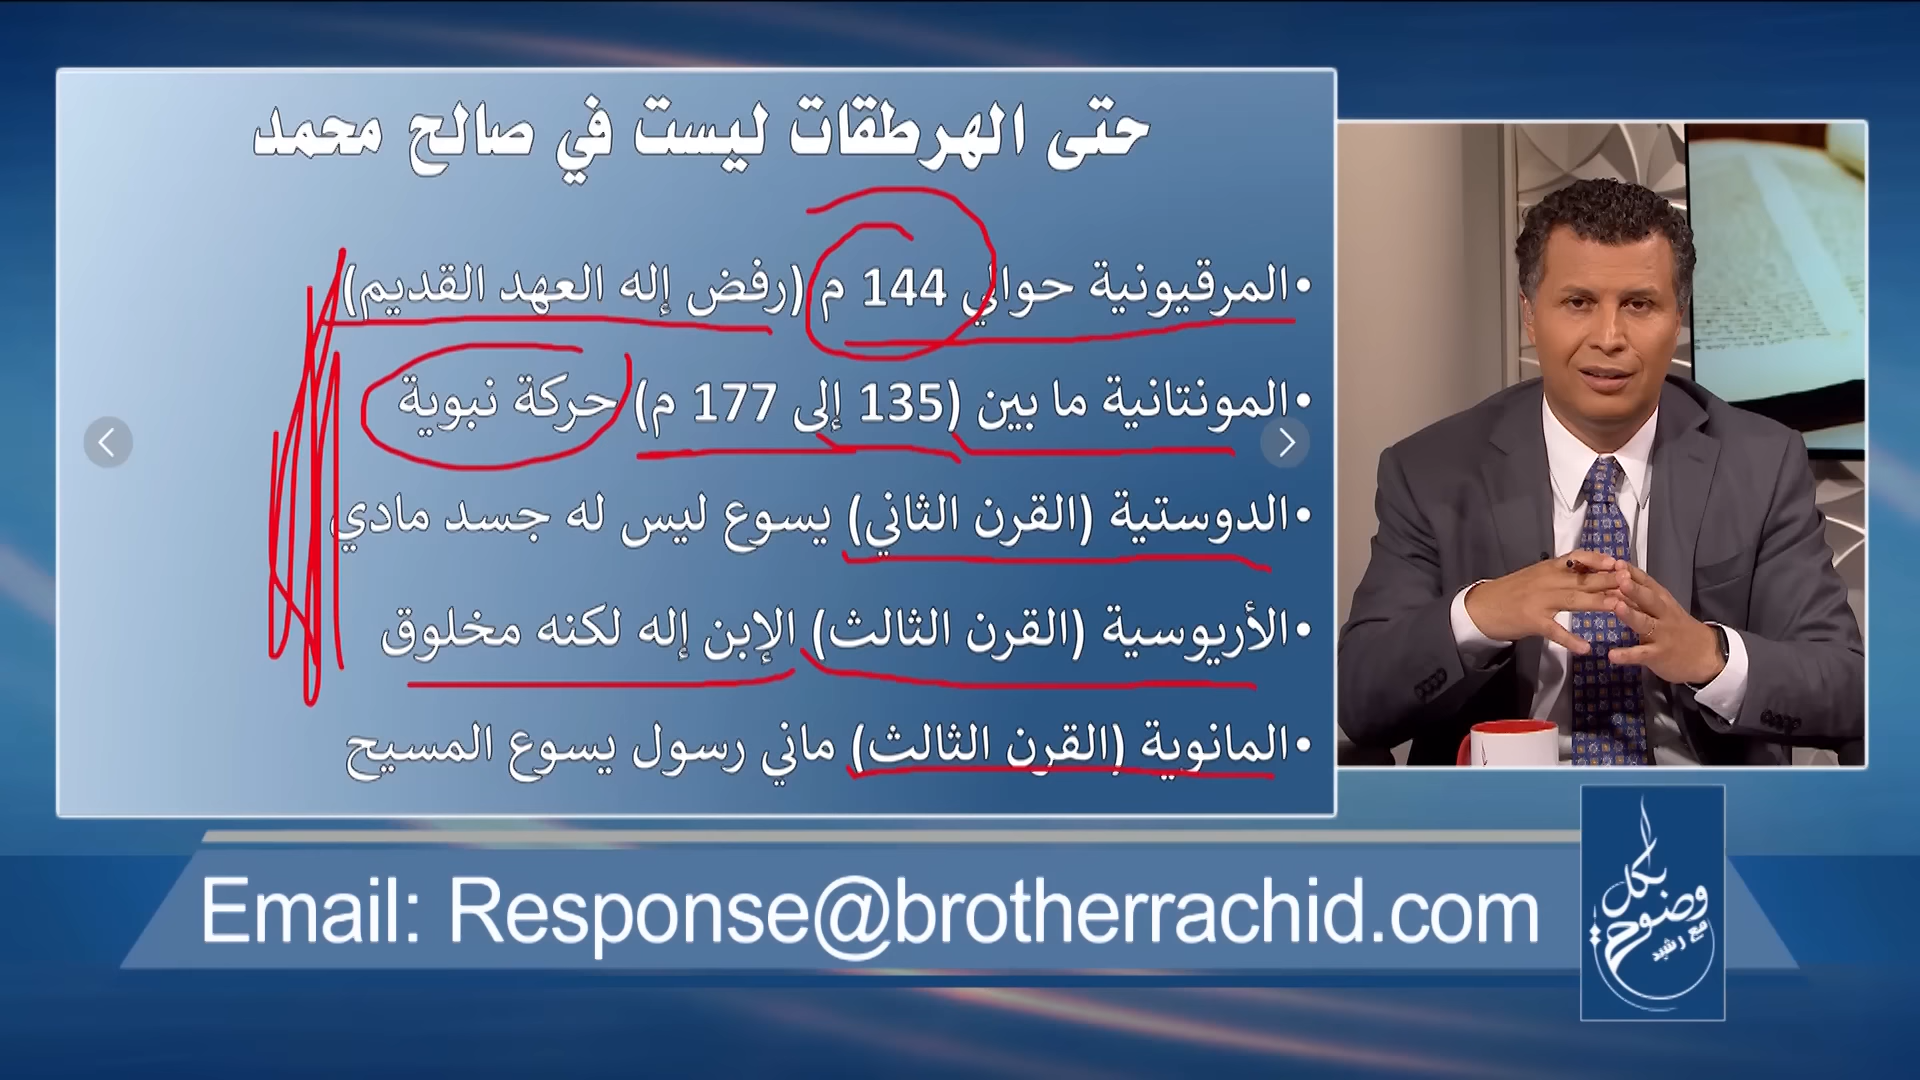 حتى الهرطقات ليست في صالح محمد
•المرقيونية حوالي 144 م (رفض إله العهد القديم)
•المونتانية ما بين (135 إلى 177 م) حركة نبوية
•الدوستية (القرن الثاني) يسوع ليس له جسد مادي
•الأريوسية (القرن الثالث) الإبن إله لكنه مخلوق
•المانوية (القرن الثالث) ماني رسول يسوع المسيح
Email: Response@brotherrachid.com
بكل
وضوح
مع رشيد